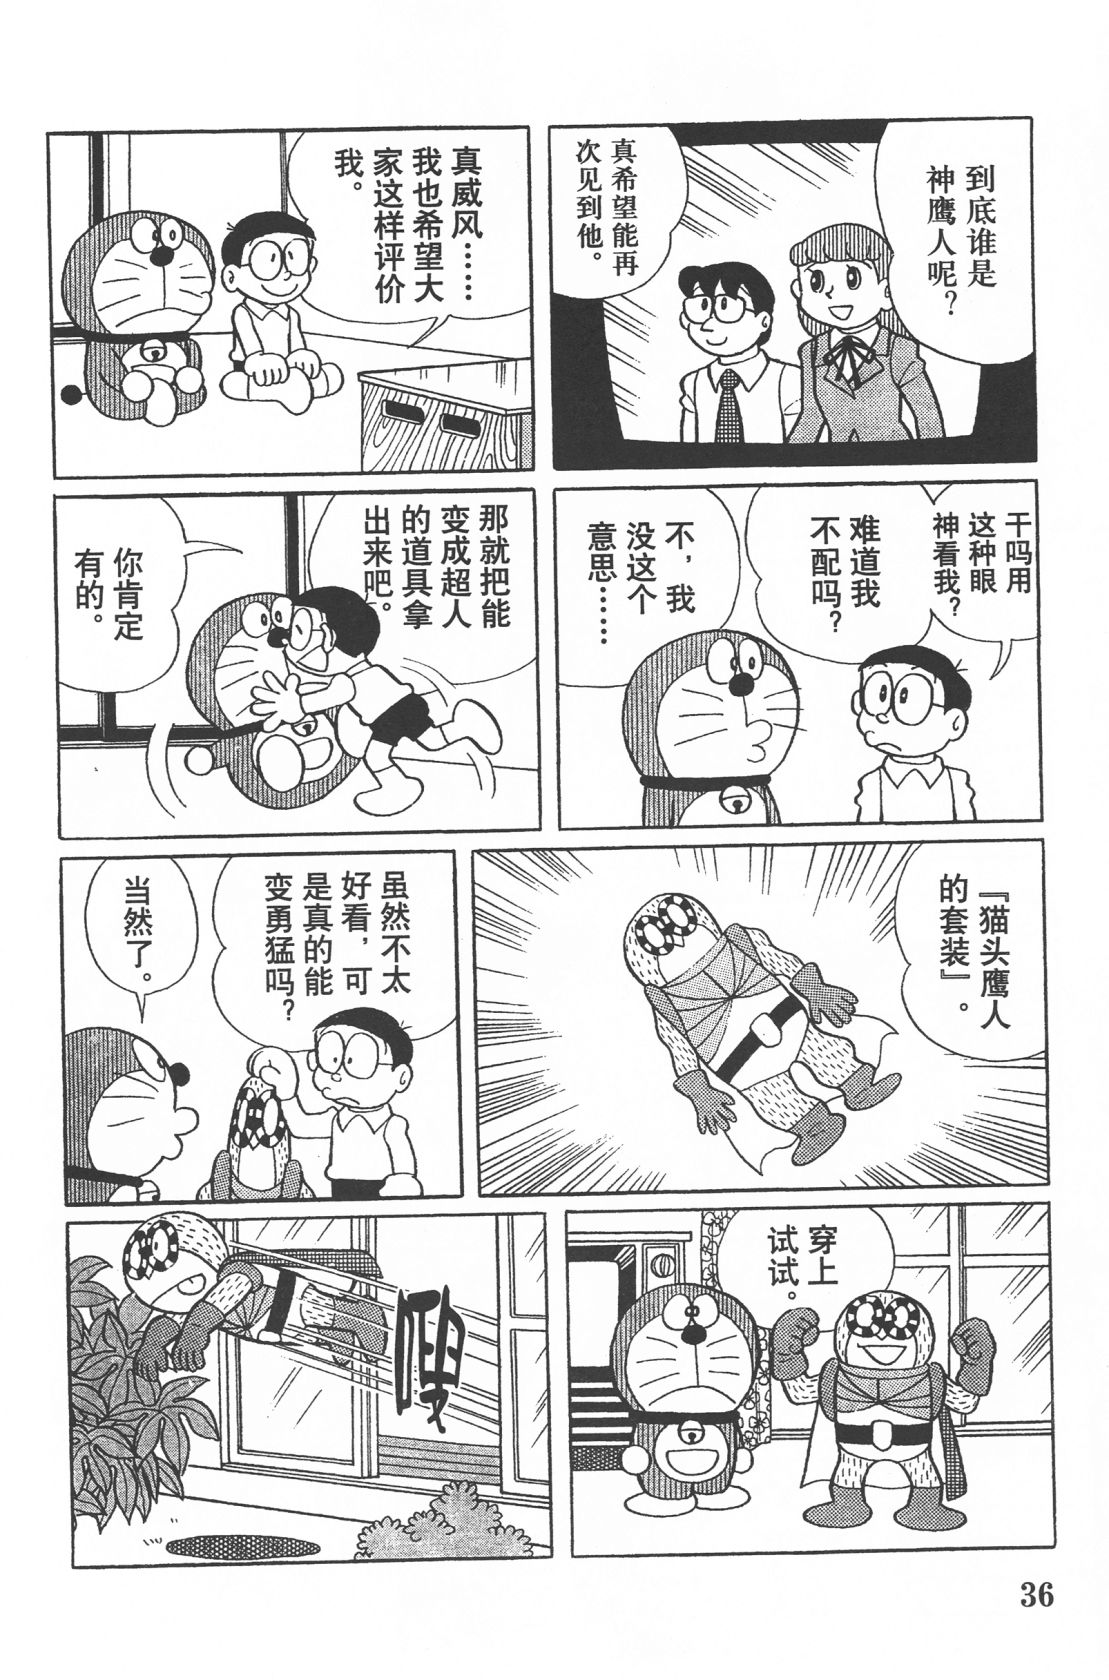 到底谁是
神鹰人呢？
真希望能再
次见到他。
真威风……
我也希望大
家这样评价
我。
干吗用
这种眼
神看我？
难道我
不配吗？
不，我
没这个
意思……
那就把能
变成超人
的道具拿
出来吧。
你肯定
有的。
『猫头鹰人
的套装』。
虽然不太
好看，可
是真的能
变勇猛吗？
当然了。
穿上
试试。
嗖
36